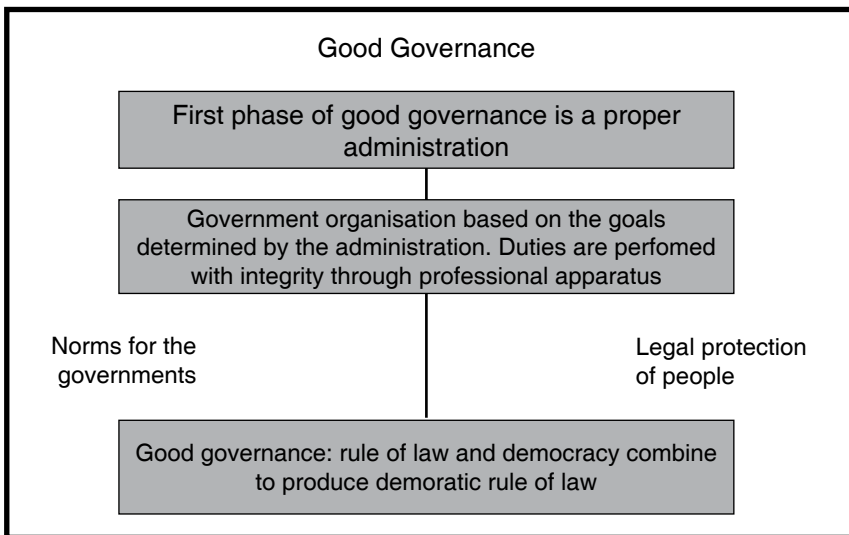 Good Governance
First phase of good governance is a proper
administration
Government organisation based on the goals
determined by the administration. Duties are perfomed
with integrity through professional apparatus
Norms for the
governments
Legal protection
of people
Good governance: rule of law and democracy combine
to produce demoratic rule of law